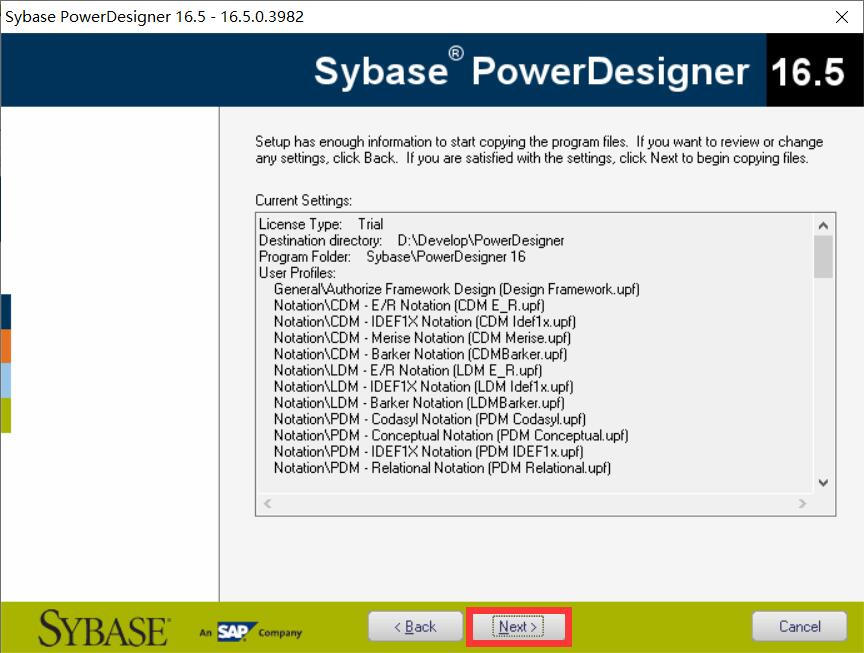 Sybase PowerDesigner 16.5 - 16.5.0.3982
Sybase® PowerDesigner 16.5
Setup has enough information to start copying the program files.  If you want to review or change
any settings, click Back.  If you are satisfied with the settings, click Next to begin copying files.
Current Settings:
License Type:    Trial
Destination directory:    D:\Develop\PowerDesigner
Program Folder:    Sybase\PowerDesigner 16
User Profiles:
General\Authorize Framework Design (Design Framework.upf)
Notation\CDM - E/R Notation (CDM E_R.upf)
Notation\CDM - IDEF1X Notation (CDM Idef1x.upf)
Notation\CDM - Merise Notation (CDM Merise.upf)
Notation\CDM - Barker Notation (CDMBarker.upf)
Notation\LDM - E/R Notation (LDM E_R.upf)
Notation\LDM - IDEF1X Notation (LDM Idef1x.upf)
Notation\LDM - Barker Notation (LDMBarker.upf)
Notation\PDM - Codasyl Notation (PDM Codasyl.upf)
Notation\PDM - Conceptual Notation (PDM Conceptual.upf)
Notation\PDM - IDEF1X Notation (PDM IDEF1x.upf)
Notation\PDM - Relational Notation (PDM Relational.upf)
SYBASE An SAP Company
< Back
Next >
Cancel